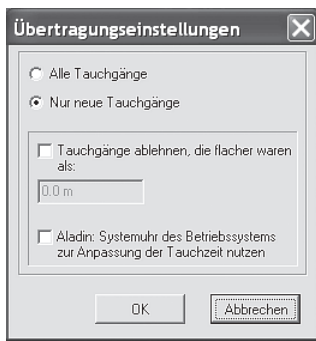 Übertragungseinstellungen
Alle Tauchgänge
Nur neue Tauchgänge
Tauchgänge ablehnen, die flacher waren
als:
0.0 m
Aladin: Systemuhr des Betriebssystems
zur Anpassung der Tauchzeit nutzen
OK
Abbrechen